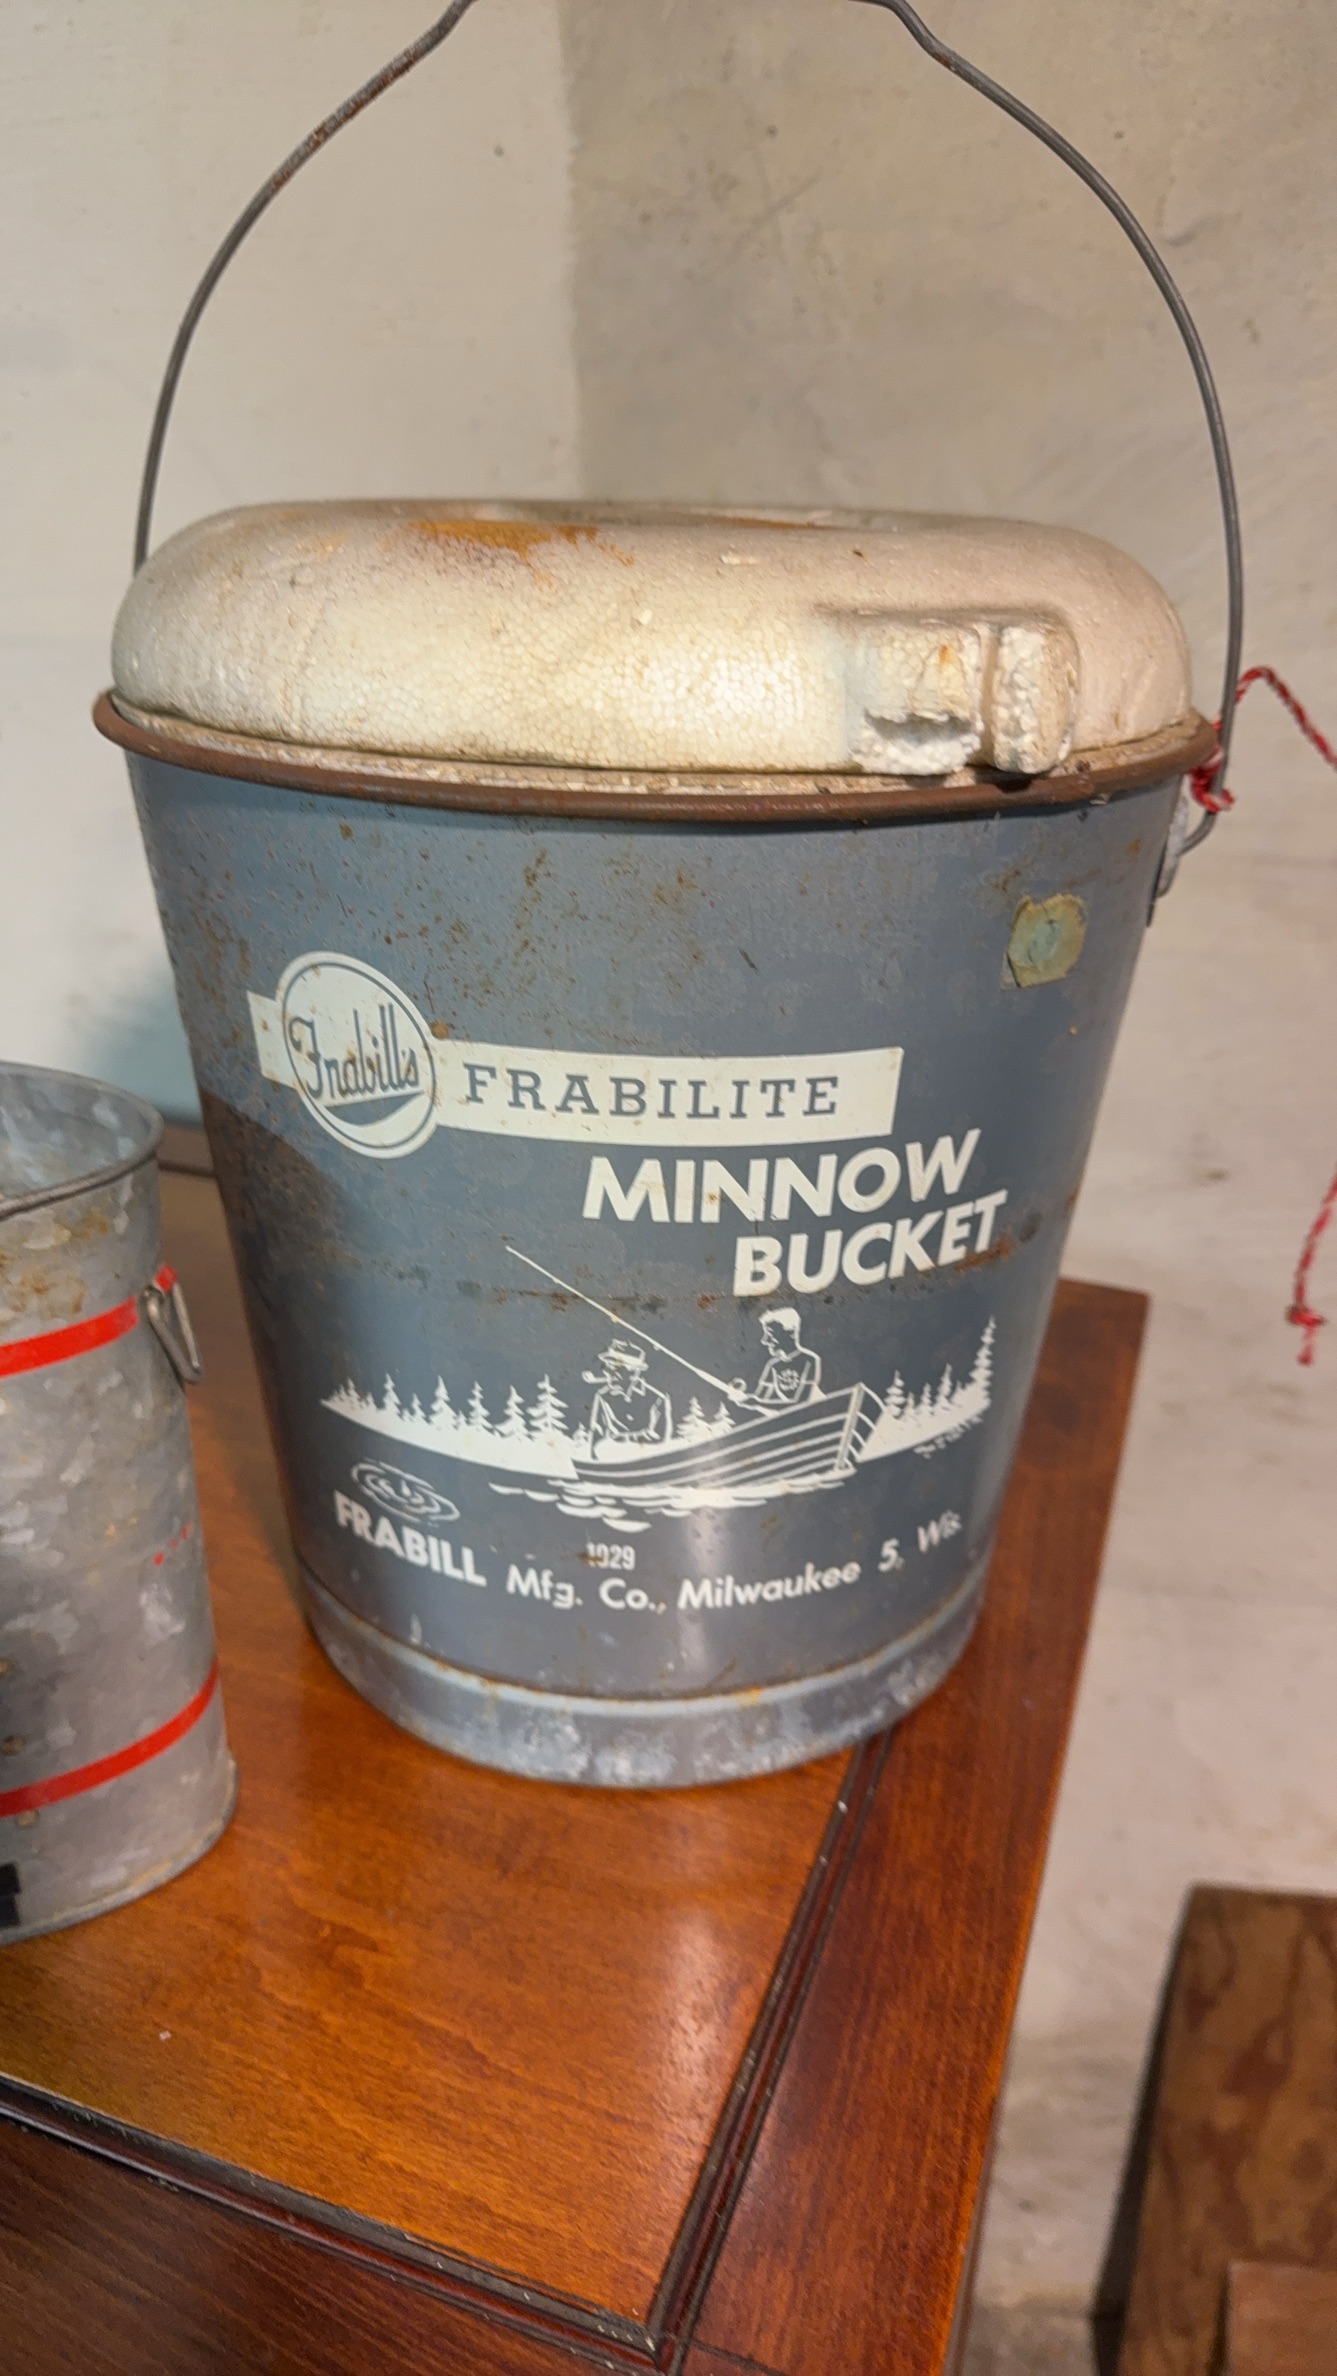 Frabill's FRABILITE
MINNOW
BUCKET
1029
FRABILL Mfg. Co., Milwaukee 5, Wis.